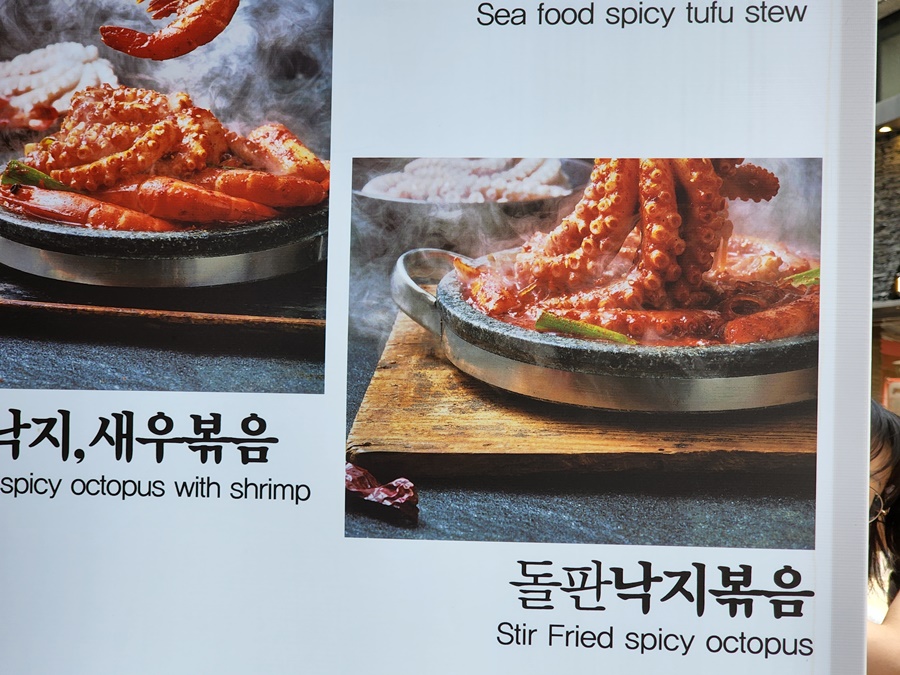 Sea food spicy tufu stew
낙지,새우볶음
spicy octopus with shrimp
돌판낙지볶음
Stir Fried spicy octopus